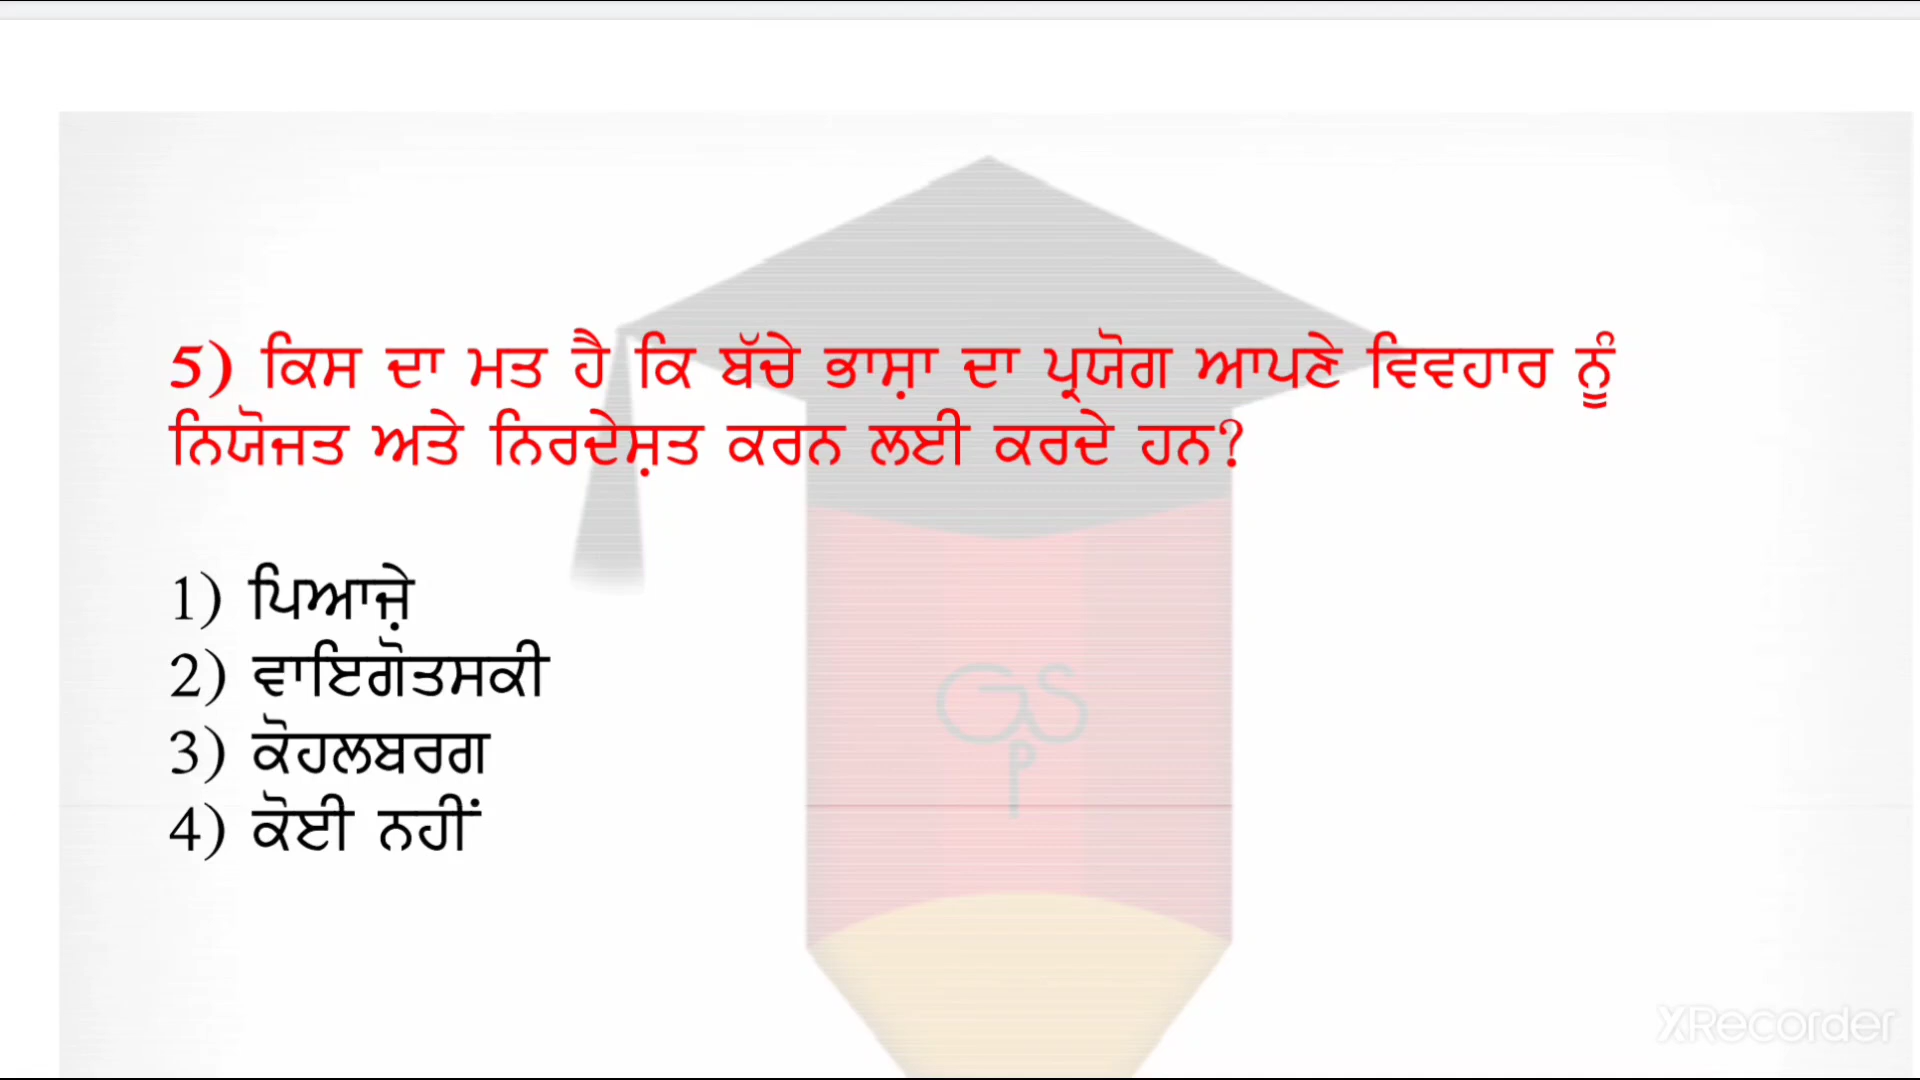 5) ਕਿਸ ਦਾ ਮਤ ਹੈ ਕਿ ਬੱਚੇ ਭਾਸ਼ਾ ਦਾ ਪ੍ਰਯੋਗ ਆਪਣੇ ਵਿਵਹਾਰ ਨੂੰ
ਨਿਯੋਜਤ ਅਤੇ ਨਿਰਦੇਸ਼ਤ ਕਰਨ ਲਈ ਕਰਦੇ ਹਨ?
1) ਪਿਆਜ਼ੇ
2) ਵਾਇਗੋਤਸਕੀ
3) ਕੋਹਲਬਰਗ
4) ਕੋਈ ਨਹੀਂ
GSP
XRecorder